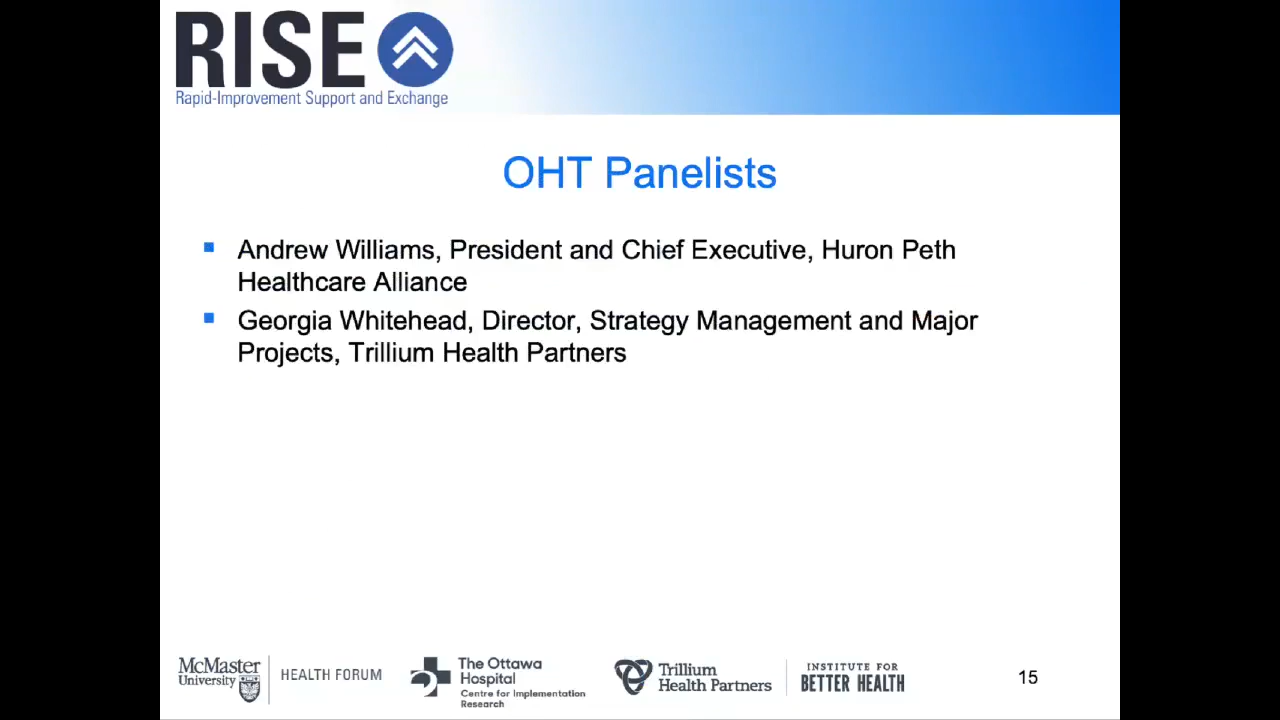 RISE
Rapid-Improvement Support and Exchange
OHT Panelists
Andrew Williams, President and Chief Executive, Huron Peth
Healthcare Alliance
Georgia Whitehead, Director, Strategy Management and Major
Projects, Trillium Health Partners
McMaster
University
HEALTH FORUM
The Ottawa
Hospital
Centre for Implementation
Research
Trillium
Health Partners
INSTITUTE FOR
BETTER HEALTH
15